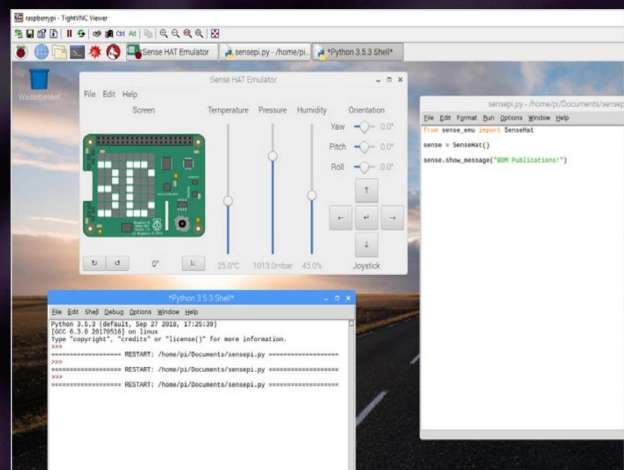 raspberrypi - TightVNC Viewer
Ctrl Alt
Sense HAT Emulator
sensepi.py - /home/pi...
*Python 3.5.3 Shell*
Wastebasket
Sense HAT Emulator
File Edit Help
Screen Temperature Pressure Humidity Orientation
Yaw 0.0°
Pitch 0.0°
Roll 0.0°
0°
25.0°C 1013.0mbar 45.0% Joystick
sensepi.py - /home/pi/Documents/sensep
File Edit Format Run Options Window Help
from sense_emu import SenseHat
sense = SenseHat()
sense.show_message("BDM Publications!")
*Python 3.5.3 Shell*
File Edit Shell Debug Options Window Help
Python 3.5.3 (default, Sep 27 2018, 17:25:39)
[GCC 6.3.0 20170516] on linux
Type "copyright", "credits" or "license()" for more information.
>>>
=================== RESTART: /home/pi/Documents/sensepi.py ===================
>>>
=================== RESTART: /home/pi/Documents/sensepi.py ===================
>>>
=================== RESTART: /home/pi/Documents/sensepi.py ===================